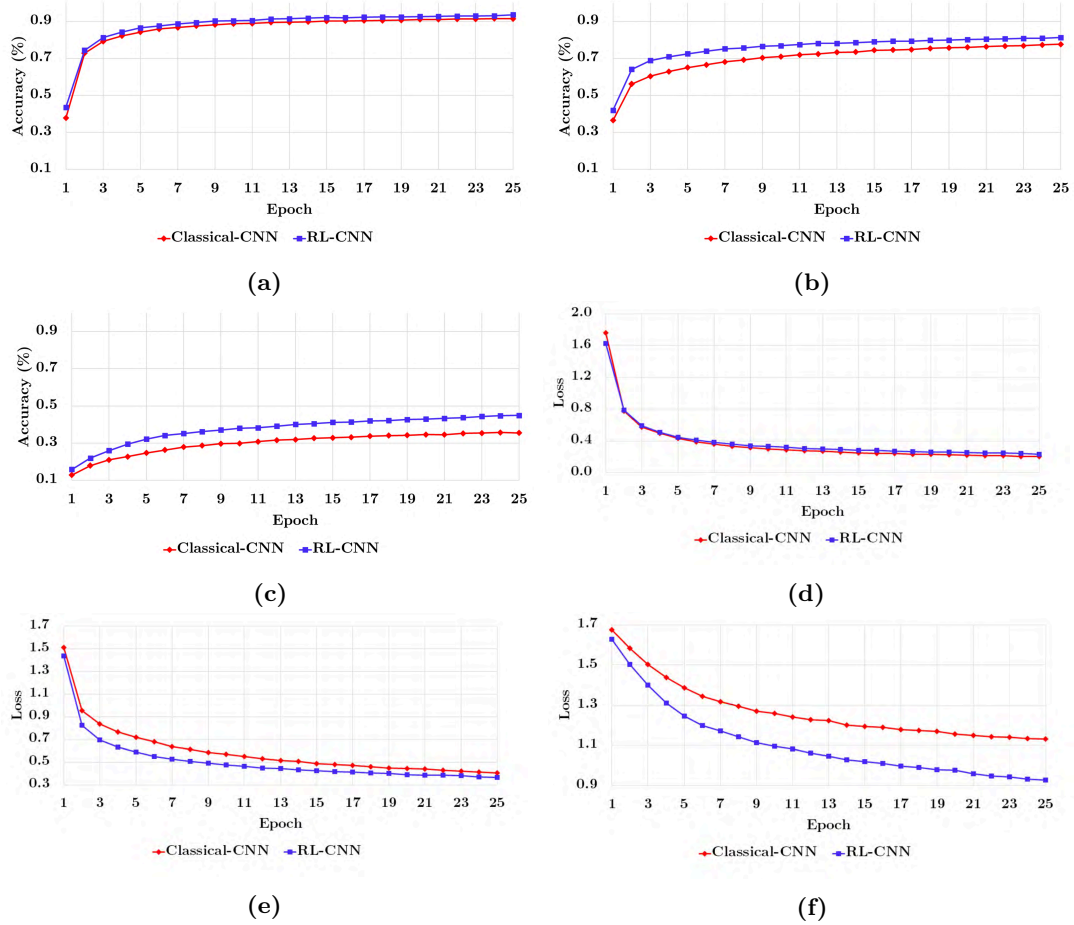 Accuracy (%)
0.9
0.7
0.5
0.3
0.1
1 3 5 7 9 11 13 15 17 19 21 23 25
Epoch
Classical-CNN RL-CNN
(a)
Accuracy (%)
0.9
0.7
0.5
0.3
0.1
1 3 5 7 9 11 13 15 17 19 21 23 25
Epoch
Classical-CNN RL-CNN
(b)
Accuracy (%)
0.9
0.7
0.5
0.3
0.1
1 3 5 7 9 11 13 15 17 19 21 23 25
Epoch
Classical-CNN RL-CNN
(c)
Loss
2.0
1.6
1.2
0.8
0.4
0.0
1 3 5 7 9 11 13 15 17 19 21 23 25
Epoch
Classical-CNN RL-CNN
(d)
Loss
1.7
1.5
1.3
1.1
0.9
0.7
0.5
0.3
1 3 5 7 9 11 13 15 17 19 21 23 25
Epoch
Classical-CNN RL-CNN
(e)
Loss
1.7
1.5
1.3
1.1
0.9
1 3 5 7 9 11 13 15 17 19 21 23 25
Epoch
Classical-CNN RL-CNN
(f)